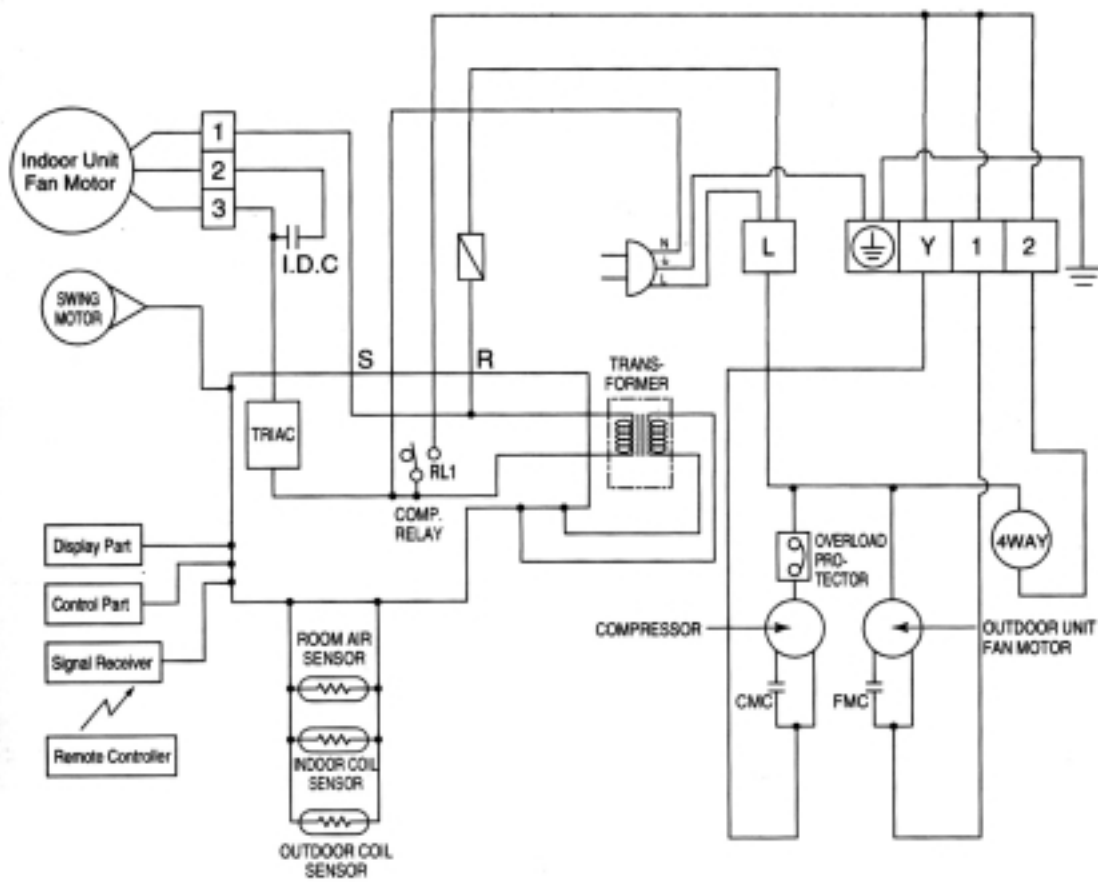 Indoor Unit
Fan Motor
1
2
3
I.D.C
SWING
MOTOR
N
L
L
Y
1
2
S
R
TRANS-
FORMER
TRIAC
RL1
COMP.
RELAY
Display Part
Control Part
Signal Receiver
Remote Controller
ROOM AIR
SENSOR
INDOOR COIL
SENSOR
OUTDOOR COIL
SENSOR
OVERLOAD
PRO-
TECTOR
4WAY
COMPRESSOR
OUTDOOR UNIT
FAN MOTOR
CMC
FMC